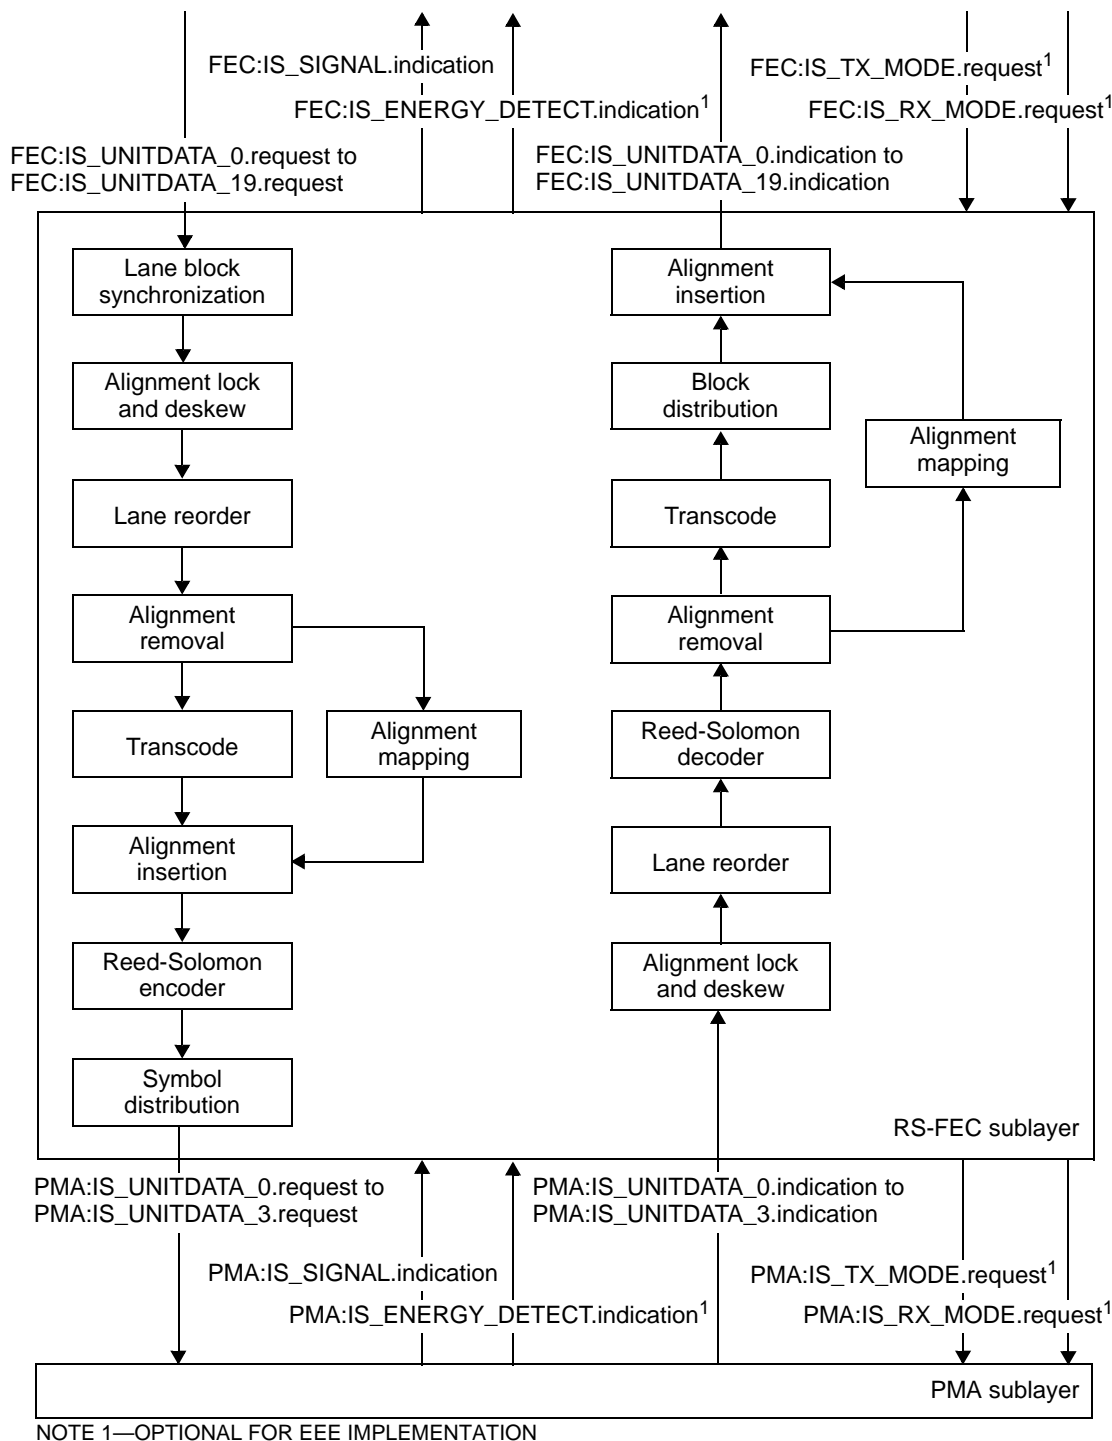 FEC:IS_SIGNAL.indication
FEC:IS_TX_MODE.request1
FEC:IS_ENERGY_DETECT.indication1
FEC:IS_RX_MODE.request1
FEC:IS_UNITDATA_0.request to
FEC:IS_UNITDATA_19.request
FEC:IS_UNITDATA_0.indication to
FEC:IS_UNITDATA_19.indication
Lane block
synchronization
Alignment lock
and deskew
Lane reorder
Alignment
removal
Transcode
Alignment
mapping
Alignment
insertion
Reed-Solomon
encoder
Symbol
distribution
Alignment
insertion
Block
distribution
Alignment
mapping
Transcode
Alignment
removal
Reed-Solomon
decoder
Lane reorder
Alignment lock
and deskew
RS-FEC sublayer
PMA:IS_UNITDATA_0.request to
PMA:IS_UNITDATA_3.request
PMA:IS_UNITDATA_0.indication to
PMA:IS_UNITDATA_3.indication
PMA:IS_SIGNAL.indication
PMA:IS_TX_MODE.request1
PMA:IS_ENERGY_DETECT.indication1
PMA:IS_RX_MODE.request1
PMA sublayer
NOTE 1—OPTIONAL FOR EEE IMPLEMENTATION